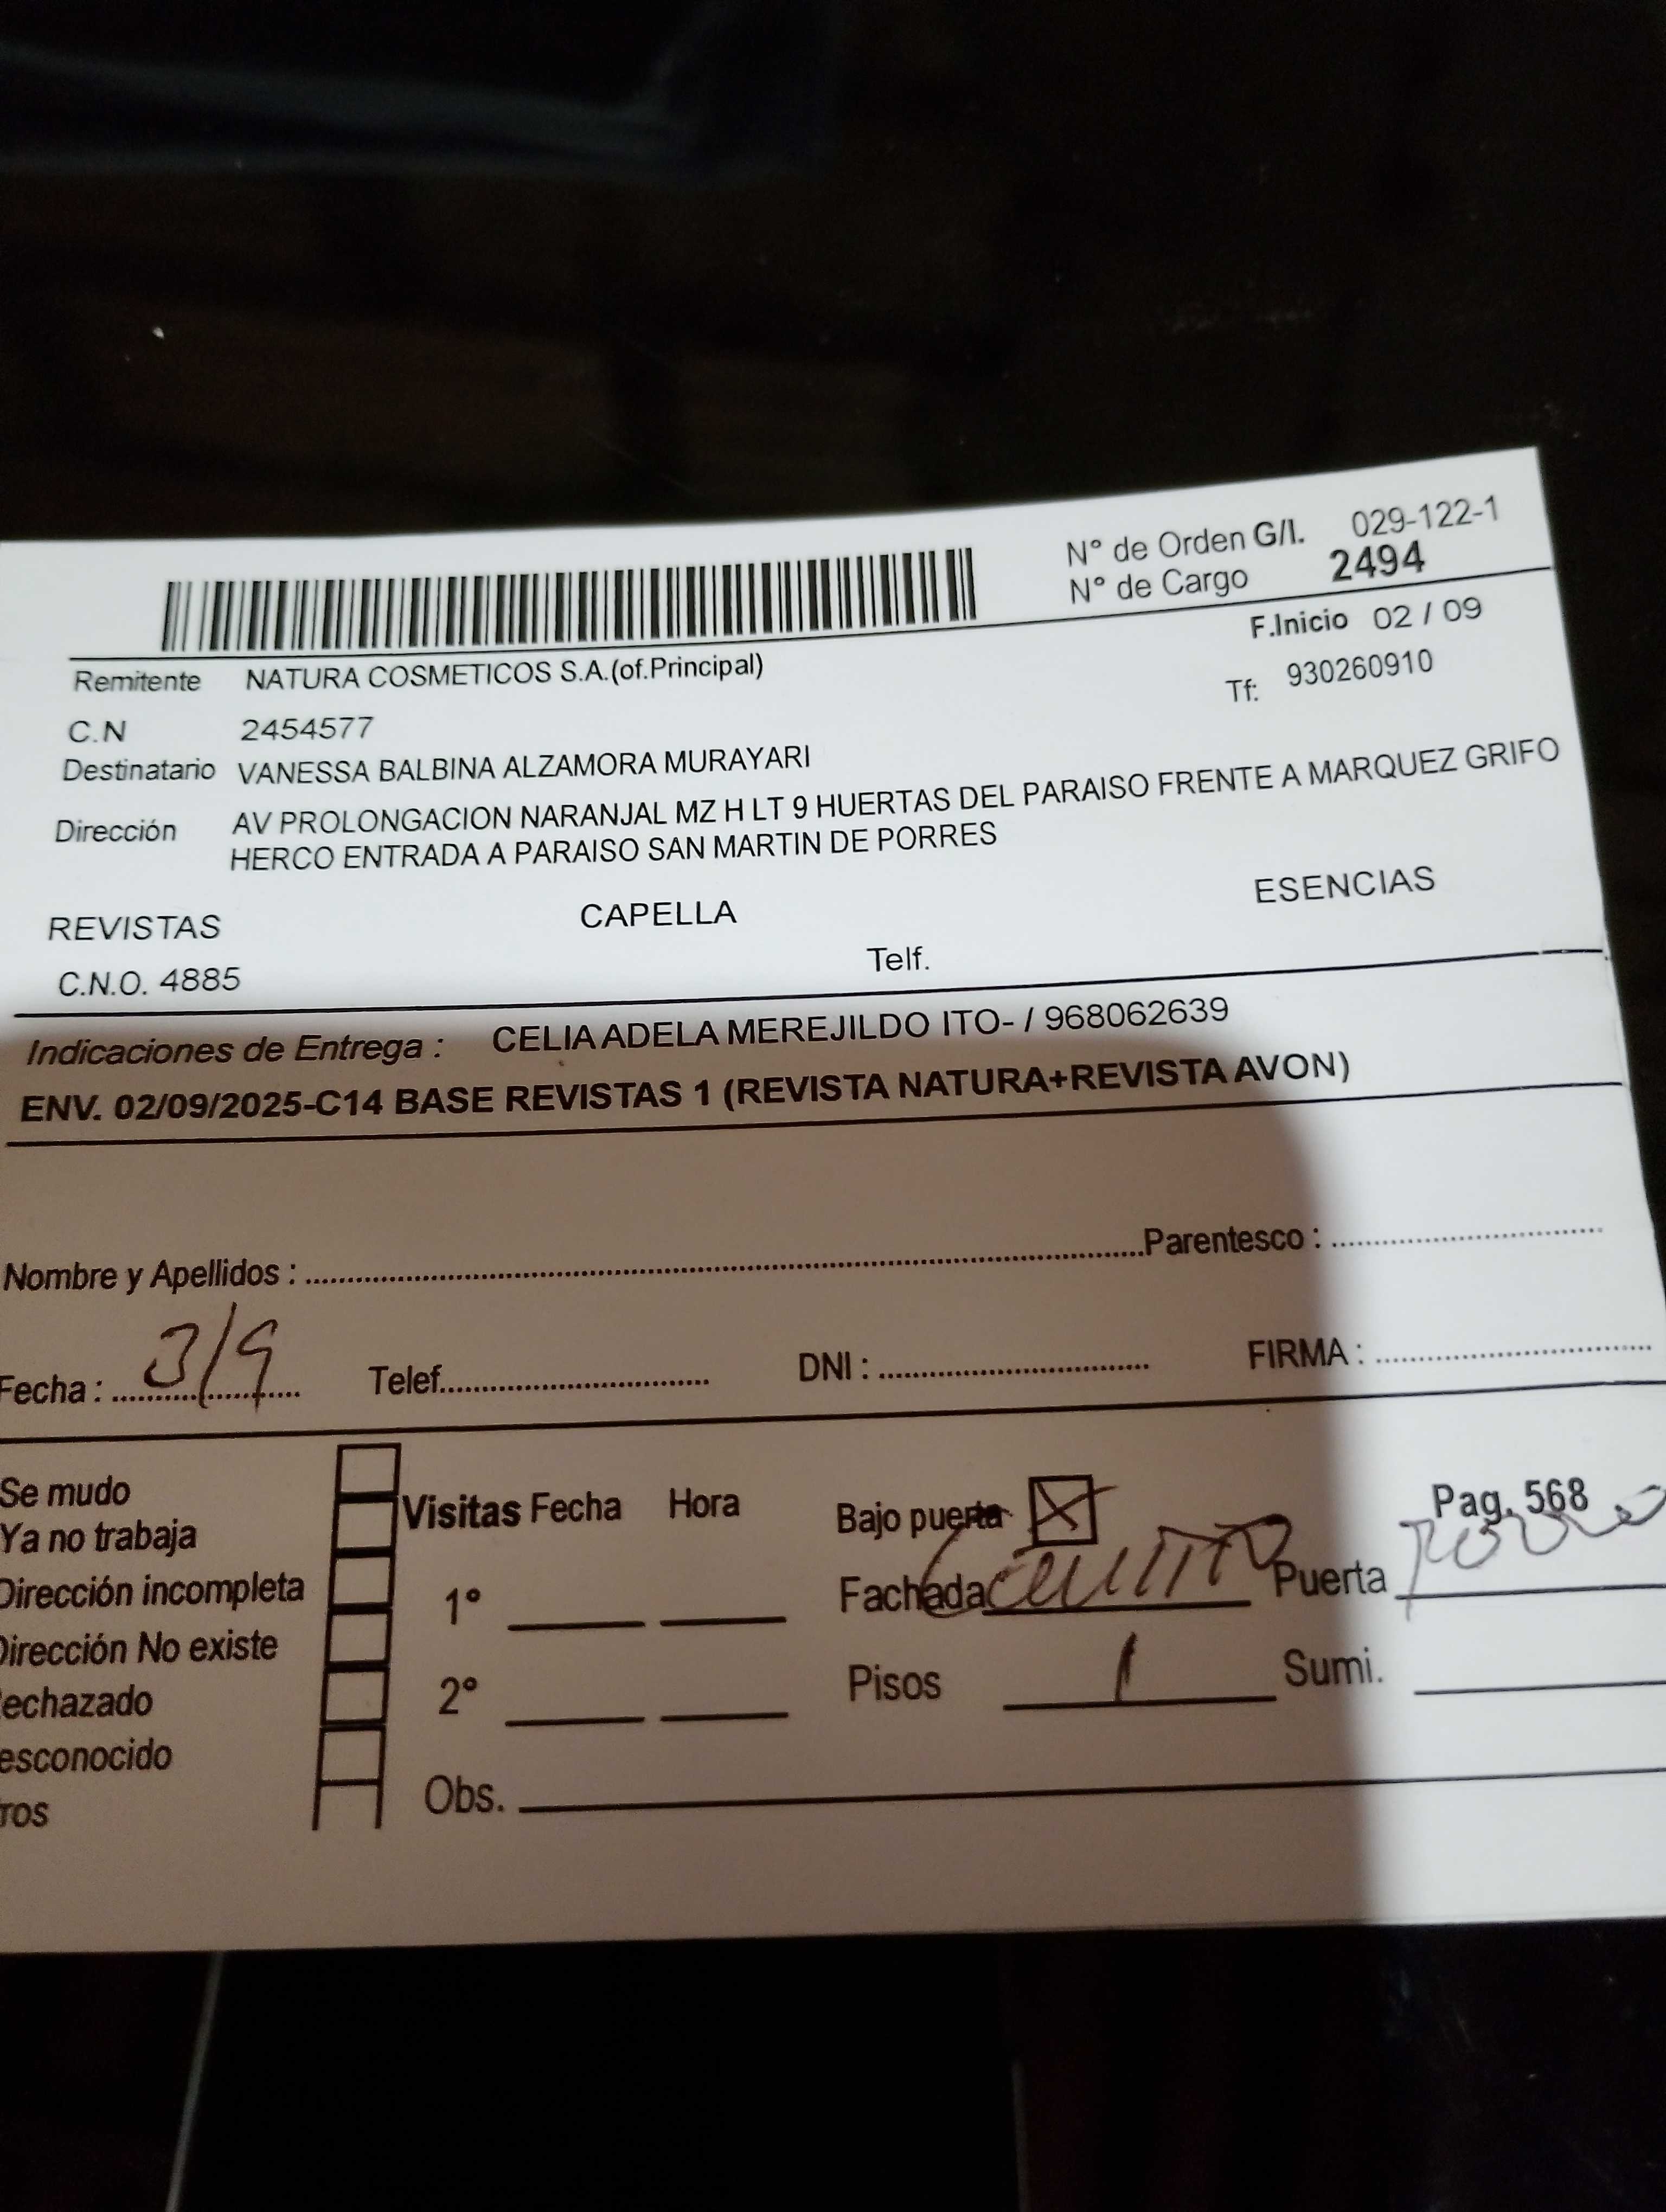 N° de Orden G/I. 029-122-1
N° de Cargo 2494
F.Inicio 02 / 09
Remitente NATURA COSMETICOS S.A.(of.Principal)
Tf: 930260910
C.N 2454577
Destinatario VANESSA BALBINA ALZAMORA MURAYARI
Dirección AV PROLONGACION NARANJAL MZ H LT 9 HUERTAS DEL PARAISO FRENTE A MARQUEZ GRIFO
HERCO ENTRADA A PARAISO SAN MARTIN DE PORRES
REVISTAS CAPELLA ESENCIAS
C.N.O. 4885 Telf.
Indicaciones de Entrega : CELIA ADELA MEREJILDO ITO- / 968062639
ENV. 02/09/2025-C14 BASE REVISTAS 1 (REVISTA NATURA+REVISTA AVON)
Nombre y Apellidos : Parentesco :
Fecha : 3/9 Telef. DNI : FIRMA :
Se mudo
Ya no trabaja
Dirección incompleta
Dirección No existe
echazado
esconocido
ros
Visitas Fecha Hora
1°
2°
Obs.
Bajo puerta X Pag. 568
Fachada Puerta
Pisos 1 Sumi.